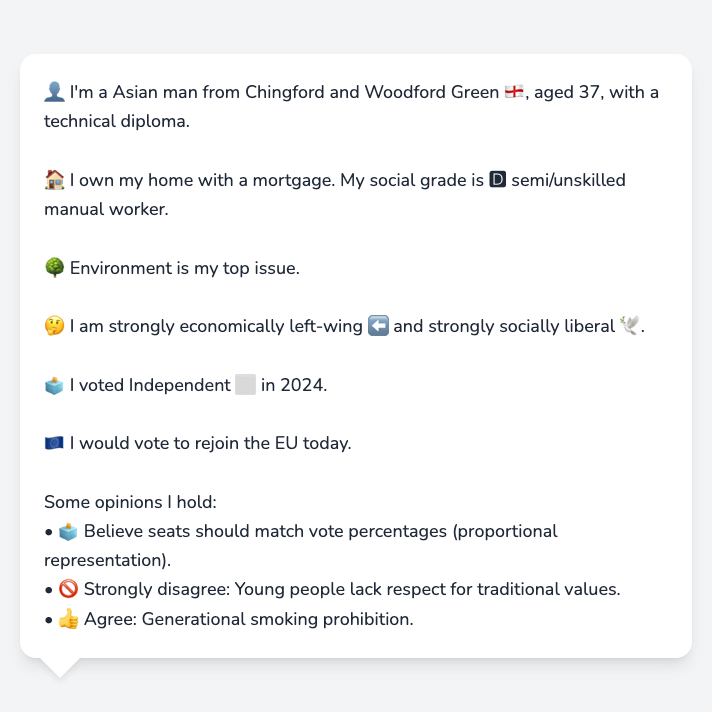 👤 I'm a Asian man from Chingford and Woodford Green 🏴󠁧󠁢󠁥󠁮󠁧󠁿, aged 37, with a
technical diploma.
🏠 I own my home with a mortgage. My social grade is 🅳 semi/unskilled
manual worker.
🌳 Environment is my top issue.
🤔 I am strongly economically left-wing ⬅️ and strongly socially liberal 🕊️.
🗳️ I voted Independent ⬜ in 2024.
🇪🇺 I would vote to rejoin the EU today.
Some opinions I hold:
• 🗳️ Believe seats should match vote percentages (proportional
representation).
• 🚫 Strongly disagree: Young people lack respect for traditional values.
• 👍 Agree: Generational smoking prohibition.